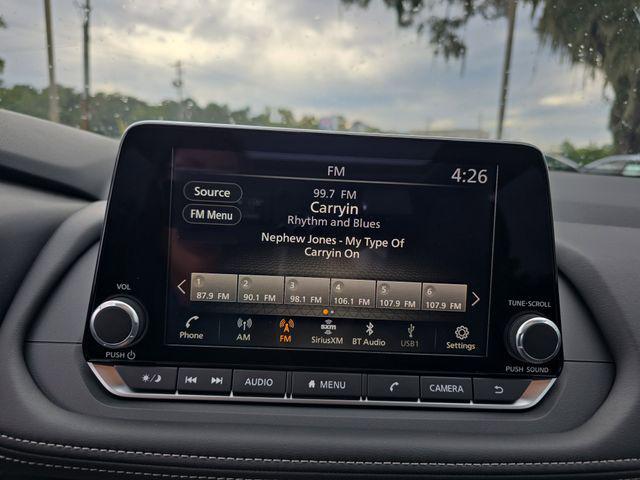 FM
4:26
Source
99.7 FM
Carryin
FM Menu
Rhythm and Blues
Nephew Jones - My Type Of
Carryin On
1 2 3 4 5 6
87.9 FM 90.1 FM 98.1 FM 106.1 FM 107.9 FM 107.9 FM
VOL
TUNE·SCROLL
SXM
Phone AM FM SiriusXM BT Audio USB1 Settings
PUSH
PUSH SOUND
AUDIO MENU CAMERA